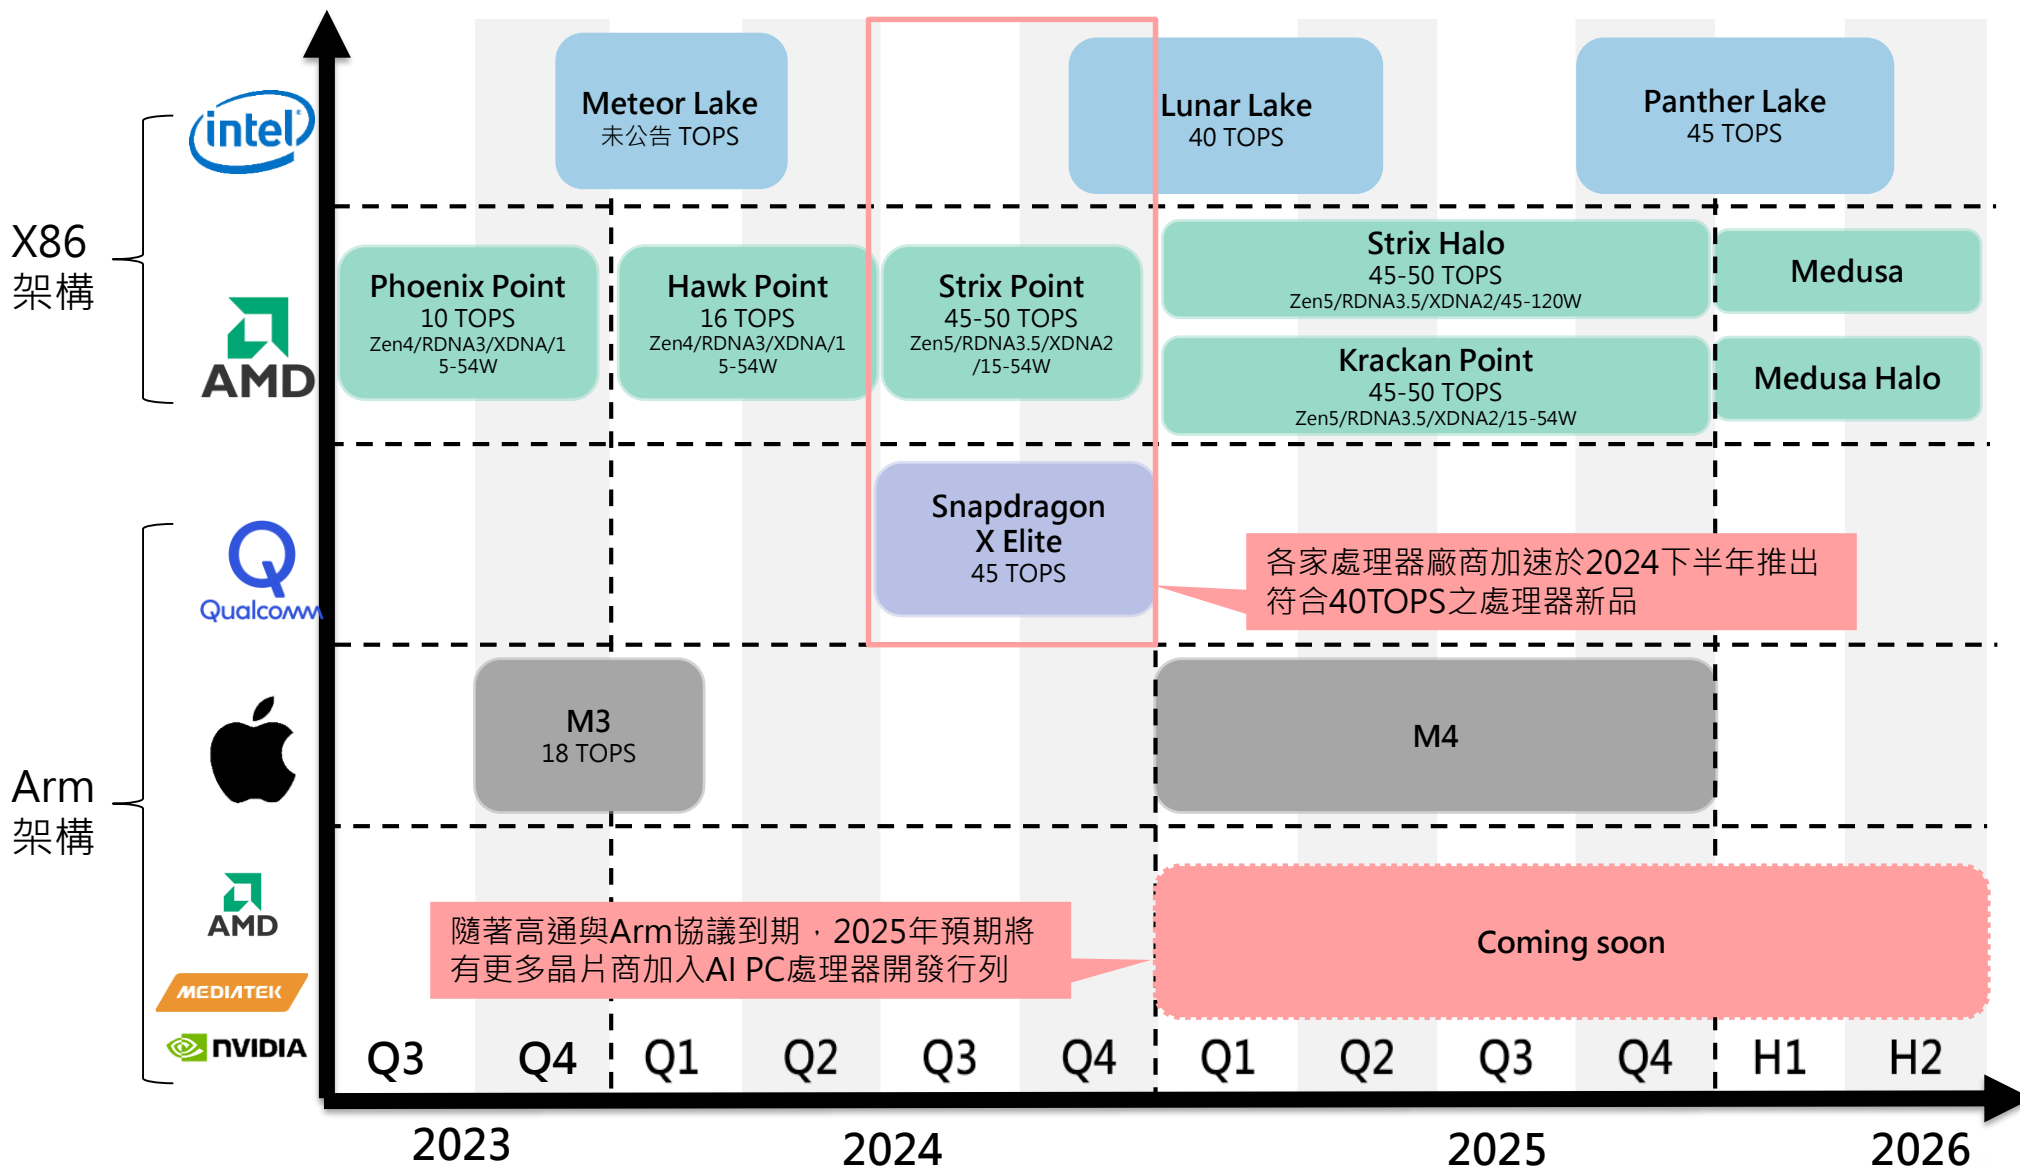 intel
Meteor Lake
未公告 TOPS
Lunar Lake
40 TOPS
Panther Lake
45 TOPS
X86
架構
AMD
Phoenix Point
10 TOPS
Zen4/RDNA3/XDNA/1
5-54W
Hawk Point
16 TOPS
Zen4/RDNA3/XDNA/1
5-54W
Strix Point
45-50 TOPS
Zen5/RDNA3.5/XDNA2
/15-54W
Strix Halo
45-50 TOPS
Zen5/RDNA3.5/XDNA2/45-120W
Krackan Point
45-50 TOPS
Zen5/RDNA3.5/XDNA2/15-54W
Medusa
Medusa Halo
Arm
架構
Qualcomm
Snapdragon
X Elite
45 TOPS
各家處理器廠商加速於2024下半年推出
符合40TOPS之處理器新品
M3
18 TOPS
M4
AMD
MEDIATEK
NVIDIA
隨著高通與Arm協議到期，2025年預期將
有更多晶片商加入AI PC處理器開發行列
Coming soon
Q3 Q4 Q1 Q2 Q3 Q4 Q1 Q2 Q3 Q4 H1 H2
2023 2024 2025 2026